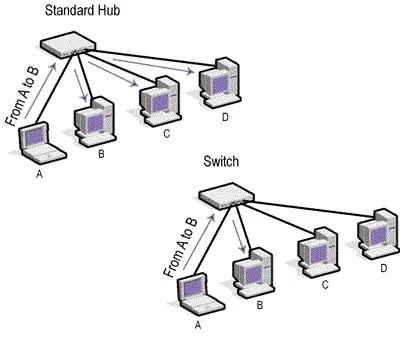 Standard Hub
From A to B
A
B
C
D
Switch
From A to B
A
B
C
D